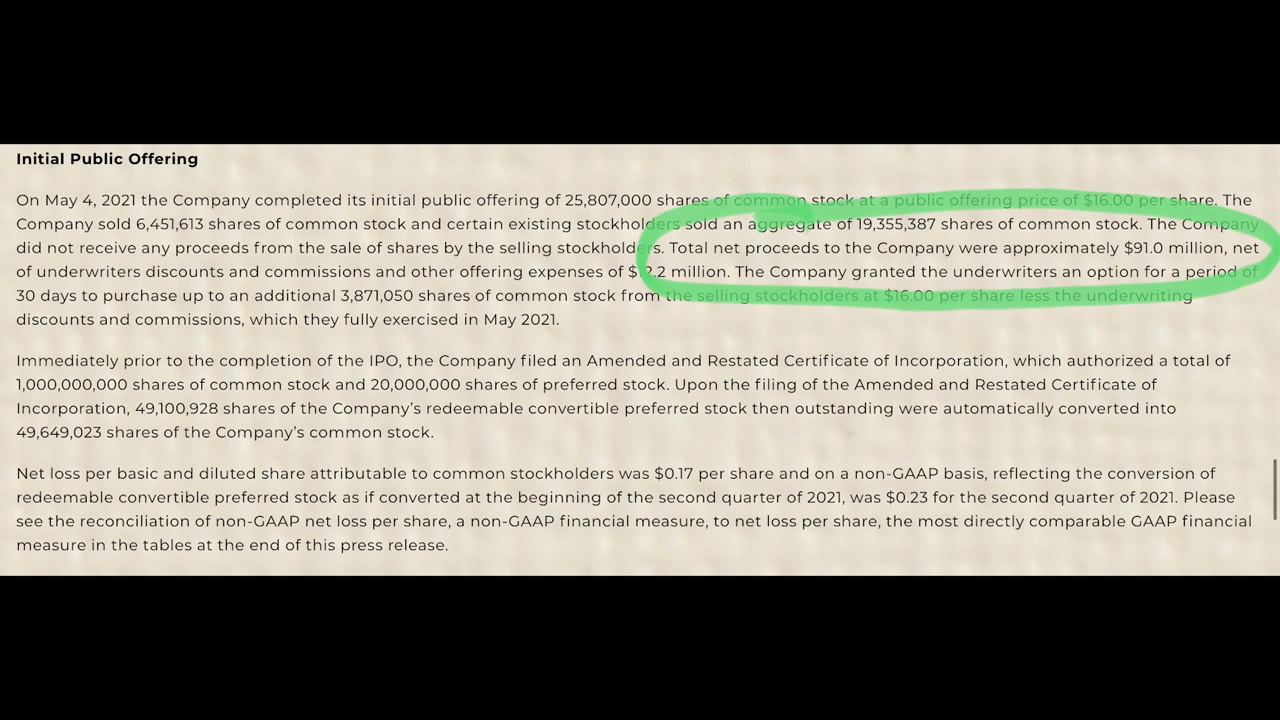 Initial Public Offering
On May 4, 2021 the Company completed its initial public offering of 25,807,000 shares of common stock at a public offering price of $16.00 per share. The
Company sold 6,451,613 shares of common stock and certain existing stockholders sold an aggregate of 19,355,387 shares of common stock. The Company
did not receive any proceeds from the sale of shares by the selling stockholders. Total net proceeds to the Company were approximately $91.0 million, net
of underwriters discounts and commissions and other offering expenses of million. The Company granted the underwriters an option for a period of
30 days to purchase up to an additional 3,871,050 shares of common stock from the selling stockholders at $16.00 per share less the underwriting
discounts and commissions, which they fully exercised in May 2021.
Immediately prior to the completion of the IPO, the Company filed an Amended and Restated Certificate of Incorporation, which authorized a total of
1,000,000,000 shares of common stock and 20,000,000 shares of preferred stock. Upon the filing of the Amended and Restated Certificate of
Incorporation, 49,100,928 shares of the Company’s redeemable convertible preferred stock then outstanding were automatically converted into
49,649,023 shares of the Company’s common stock.
Net loss per basic and diluted share attributable to common stockholders was $0.17 per share and on a non-GAAP basis, reflecting the conversion of
redeemable convertible preferred stock as if converted at the beginning of the second quarter of 2021, was $0.23 for the second quarter of 2021. Please
see the reconciliation of non-GAAP net loss per share, a non-GAAP financial measure, to net loss per share, the most directly comparable GAAP financial
measure in the tables at the end of this press release.